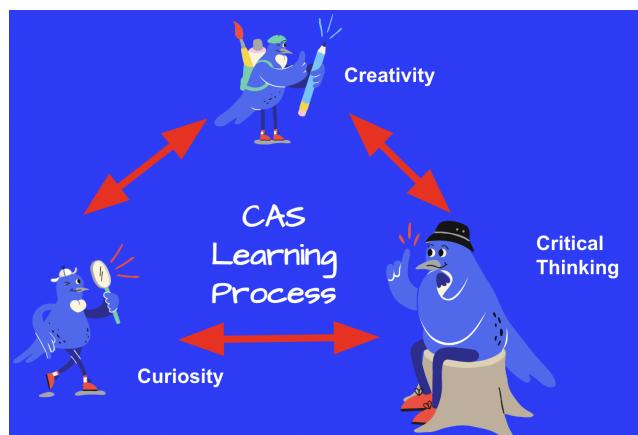 Creativity
CAS
Learning
Process
Critical
Thinking
Curiosity